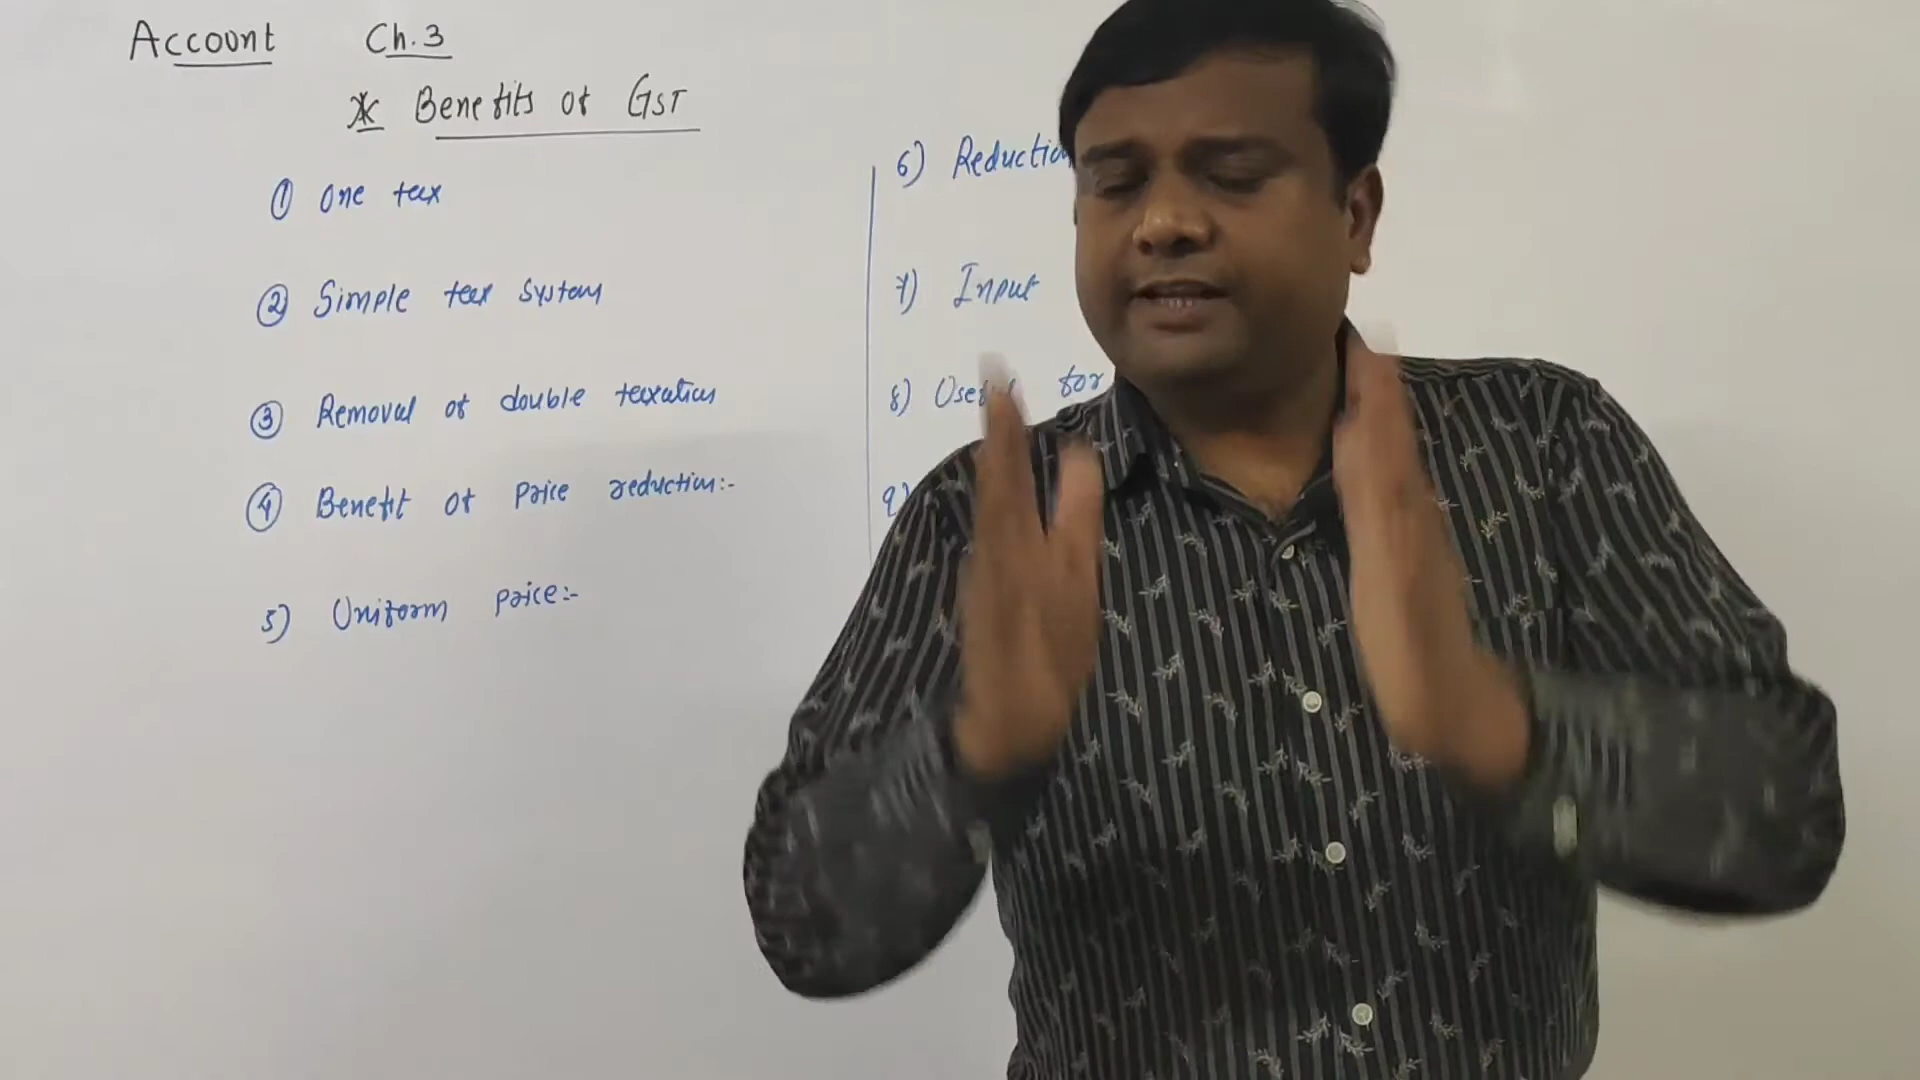 Account Ch.3
* Benefits of GST
① One tax
② Simple tax system
③ Removal of double taxation
④ Benefit of price reduction:-
5) Uniform price:-
6) Reduction
7) Input
8) for
9)